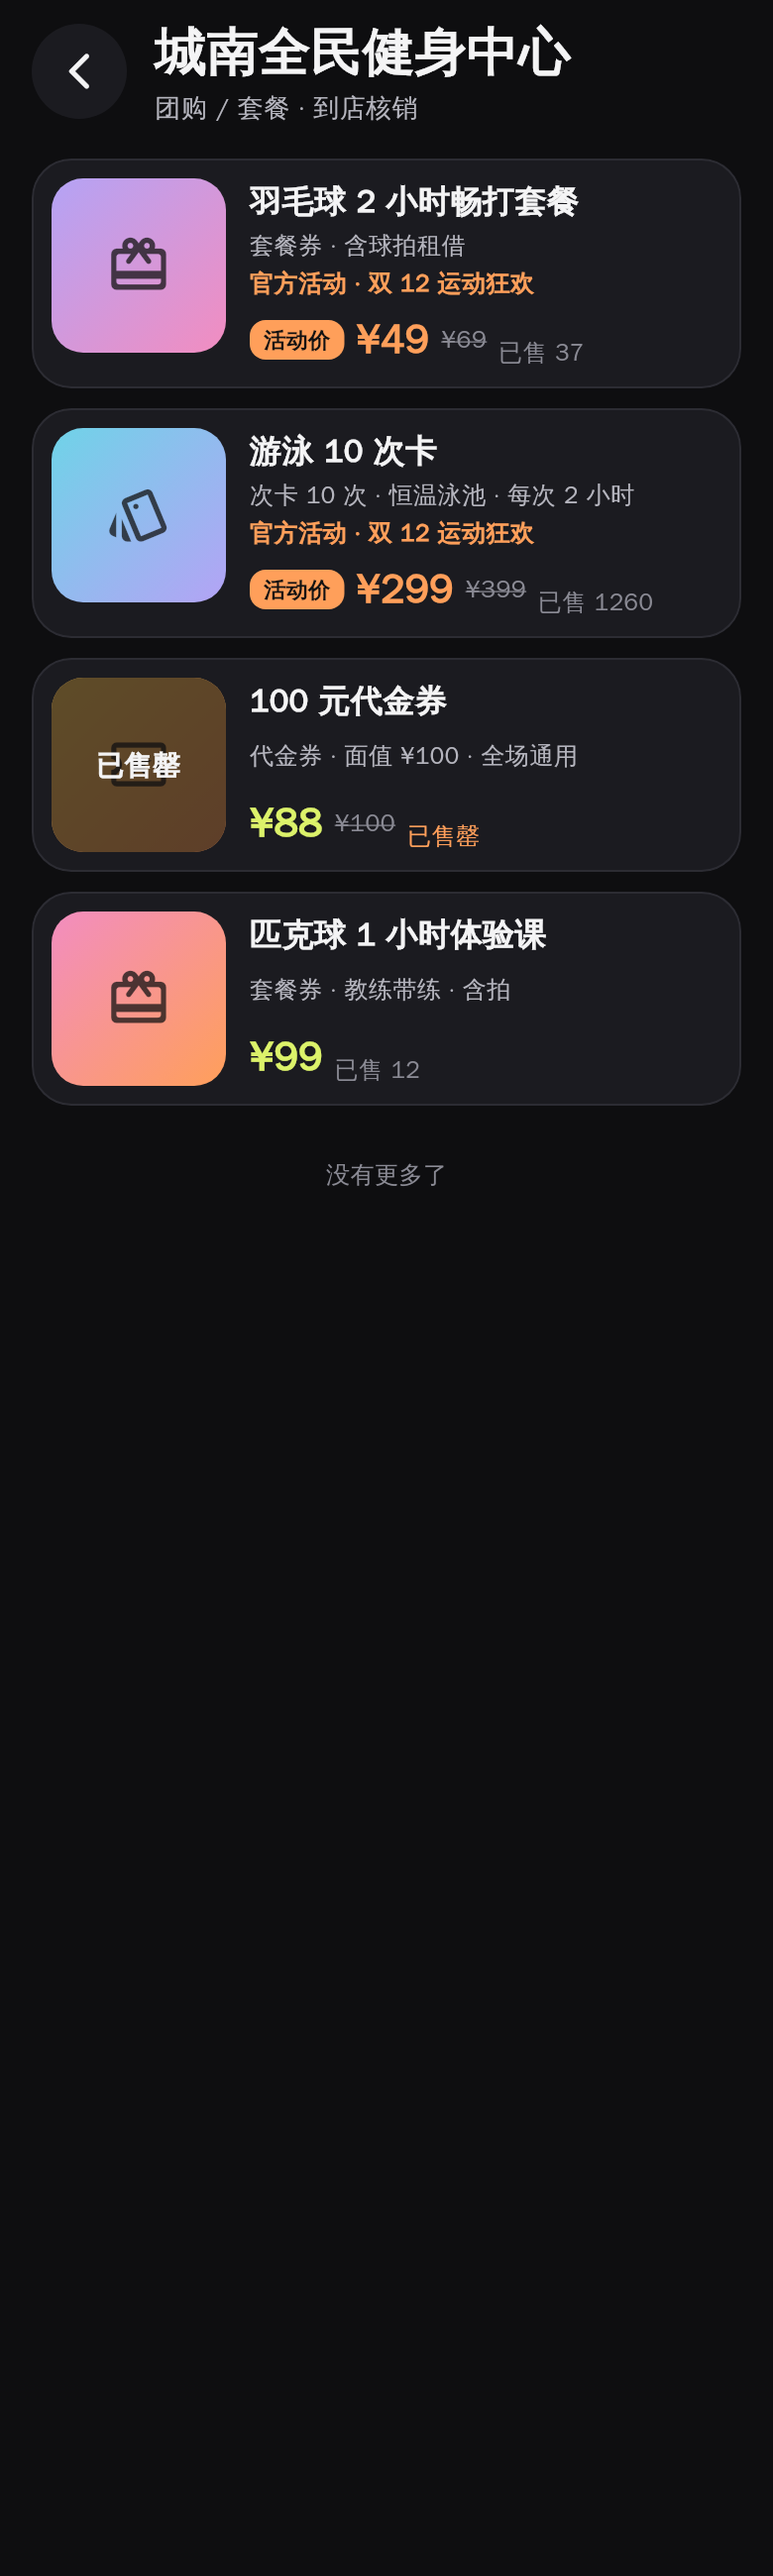 城南全民健身中心
团购 / 套餐 · 到店核销
羽毛球 2 小时畅打套餐
套餐券 · 含球拍租借
官方活动 · 双 12 运动狂欢
活动价 ¥49 ¥69 已售 37
游泳 10 次卡
次卡 10 次 · 恒温泳池 · 每次 2 小时
官方活动 · 双 12 运动狂欢
活动价 ¥299 ¥399 已售 1260
已售罄
100 元代金券
代金券 · 面值 ¥100 · 全场通用
¥88 ¥100 已售罄
匹克球 1 小时体验课
套餐券 · 教练带练 · 含拍
¥99 已售 12
没有更多了